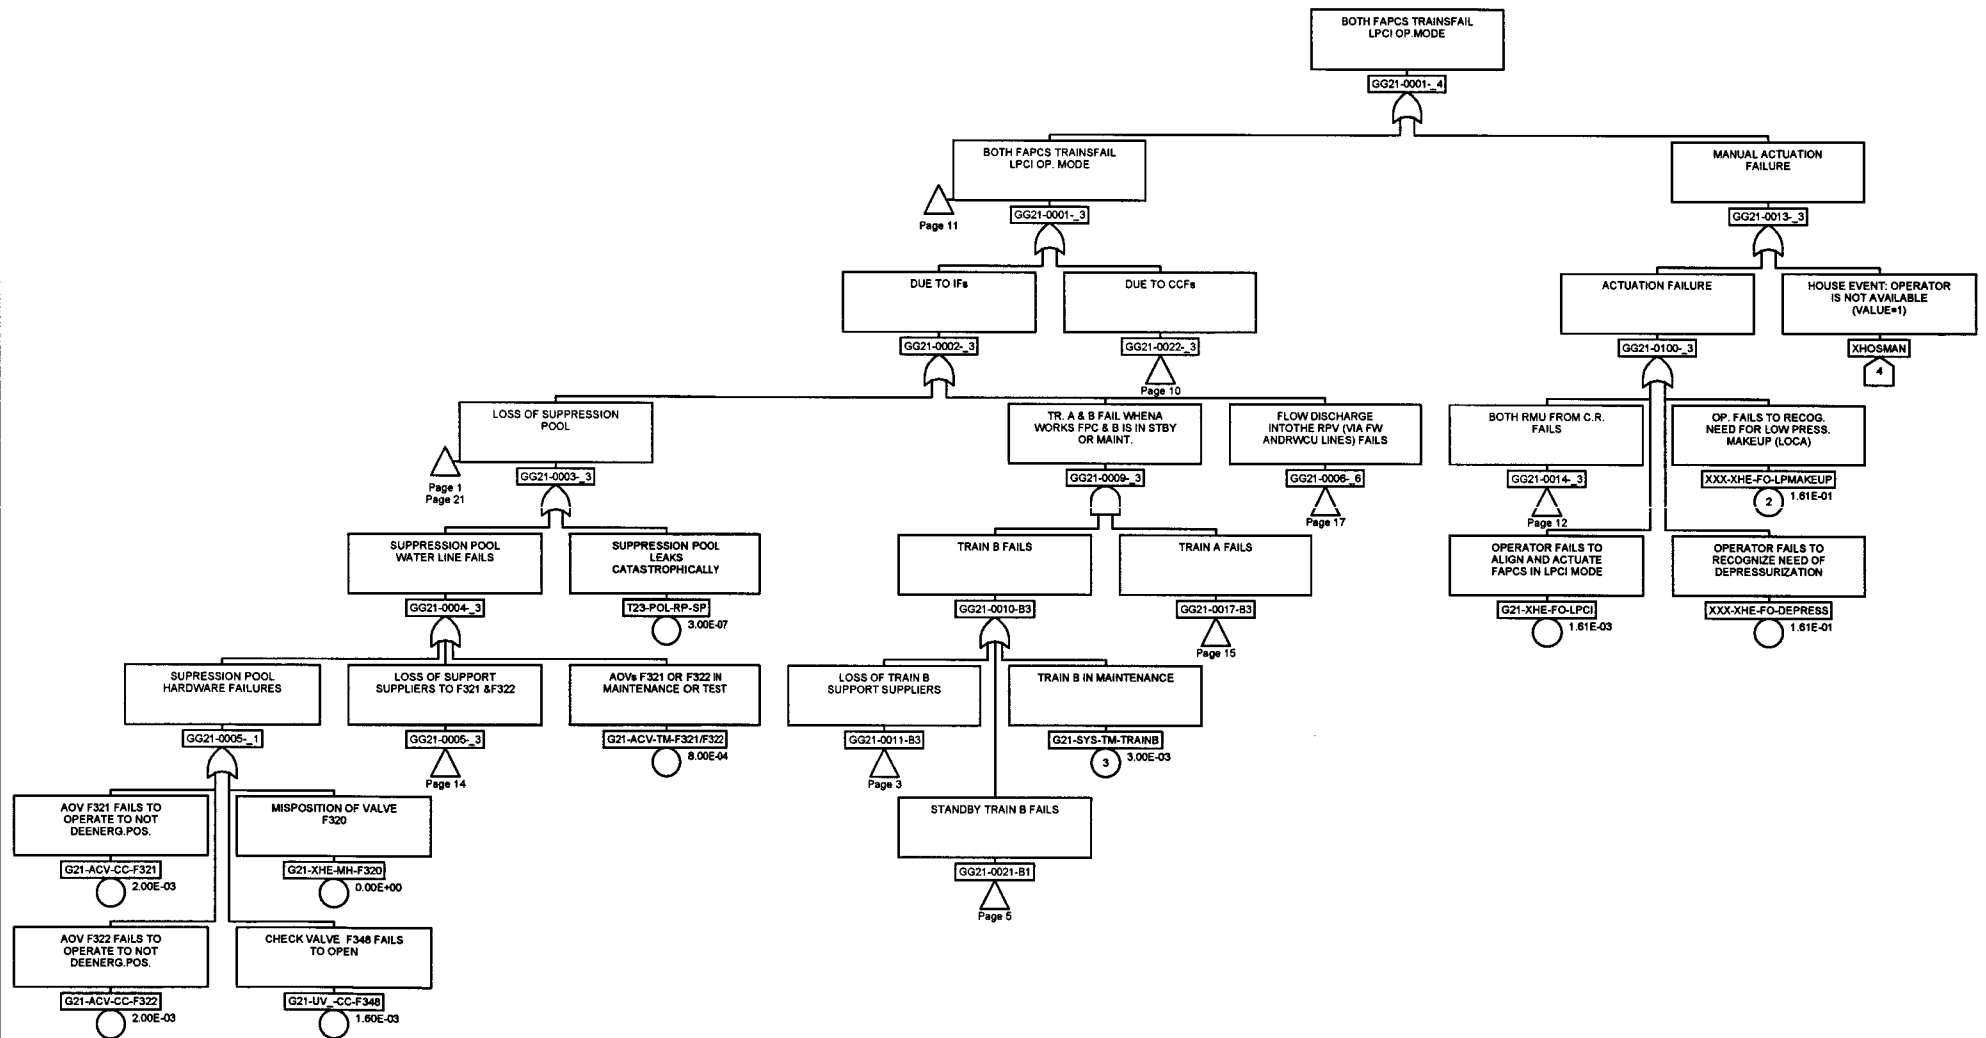 BOTH FAPCS TRAINSFAIL
LPCI OP.MODE
GG21-0001-_4
BOTH FAPCS TRAINSFAIL
LPCI OP. MODE
Page 11
GG21-0001-_3
MANUAL ACTUATION
FAILURE
GG21-0013-_3
DUE TO IFs
GG21-0002-_3
DUE TO CCFs
GG21-0022-_3
Page 10
ACTUATION FAILURE
GG21-0100-_3
HOUSE EVENT: OPERATOR
IS NOT AVAILABLE
(VALUE=1)
XHOSMAN
4
LOSS OF SUPPRESSION
POOL
Page 1
Page 21
GG21-0003-_3
TR. A & B FAIL WHENA
WORKS FPC & B IS IN STBY
OR MAINT.
GG21-0009-_3
FLOW DISCHARGE
INTOTHE RPV (VIA FW
ANDRWCU LINES) FAILS
GG21-0006-_6
Page 17
BOTH RMU FROM C.R.
FAILS
GG21-0014-_3
Page 12
OP. FAILS TO RECOG.
NEED FOR LOW PRESS.
MAKEUP (LOCA)
XXX-XHE-FO-LPMAKEUP
2
1.61E-01
SUPPRESSION POOL
WATER LINE FAILS
GG21-0004-_3
SUPPRESSION POOL
LEAKS
CATASTROPHICALLY
T23-POL-RP-SP
3.00E-07
TRAIN B FAILS
GG21-0010-B3
TRAIN A FAILS
GG21-0017-B3
Page 15
OPERATOR FAILS TO
ALIGN AND ACTUATE
FAPCS IN LPCI MODE
G21-XHE-FO-LPCI
1.61E-03
OPERATOR FAILS TO
RECOGNIZE NEED OF
DEPRESSURIZATION
XXX-XHE-FO-DEPRESS
1.61E-01
SUPRESSION POOL
HARDWARE FAILURES
GG21-0005-_1
LOSS OF SUPPORT
SUPPLIERS TO F321 &F322
GG21-0005-_3
Page 14
AOVs F321 OR F322 IN
MAINTENANCE OR TEST
G21-ACV-TM-F321/F322
8.00E-04
LOSS OF TRAIN B
SUPPORT SUPPLIERS
GG21-0011-B3
Page 3
TRAIN B IN MAINTENANCE
G21-SYS-TM-TRAINB
3
3.00E-03
AOV F321 FAILS TO
OPERATE TO NOT
DEENERG.POS.
G21-ACV-CC-F321
2.00E-03
MISPOSITION OF VALVE
F320
G21-XHE-MH-F320
0.00E+00
STANDBY TRAIN B FAILS
GG21-0021-B1
Page 5
AOV F322 FAILS TO
OPERATE TO NOT
DEENERG.POS.
G21-ACV-CC-F322
2.00E-03
CHECK VALVE F348 FAILS
TO OPEN
G21-UV_-CC-F348
1.60E-03